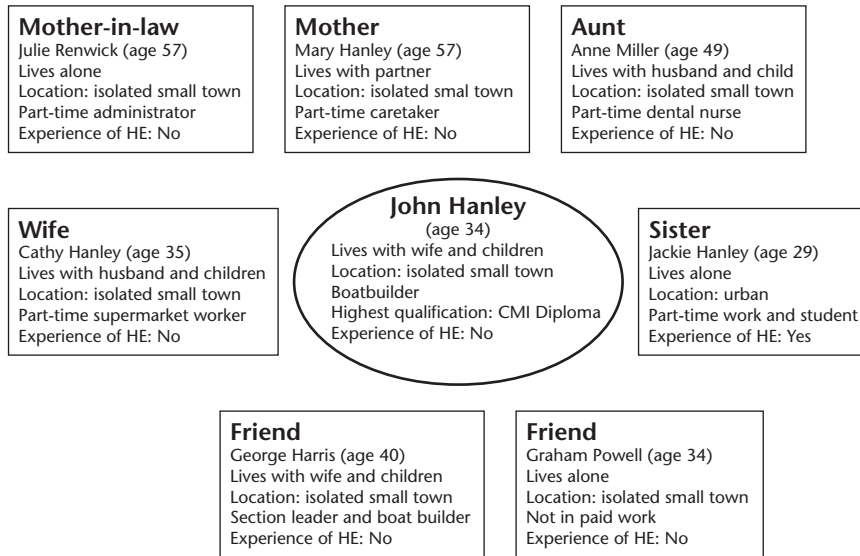 Mother-in-law
Julie Renwick (age 57)
Lives alone
Location: isolated small town
Part-time administrator
Experience of HE: No
Mother
Mary Hanley (age 57)
Lives with partner
Location: isolated smal town
Part-time caretaker
Experience of HE: No
Aunt
Anne Miller (age 49)
Lives with husband and child
Location: isolated small town
Part-time dental nurse
Experience of HE: No
Wife
Cathy Hanley (age 35)
Lives with husband and children
Location: isolated small town
Part-time supermarket worker
Experience of HE: No
John Hanley
(age 34)
Lives with wife and children
Location: isolated small town
Boatbuilder
Highest qualification: CMI Diploma
Experience of HE: No
Sister
Jackie Hanley (age 29)
Lives alone
Location: urban
Part-time work and student
Experience of HE: Yes
Friend
George Harris (age 40)
Lives with wife and children
Location: isolated small town
Section leader and boat builder
Experience of HE: No
Friend
Graham Powell (age 34)
Lives alone
Location: isolated small town
Not in paid work
Experience of HE: No